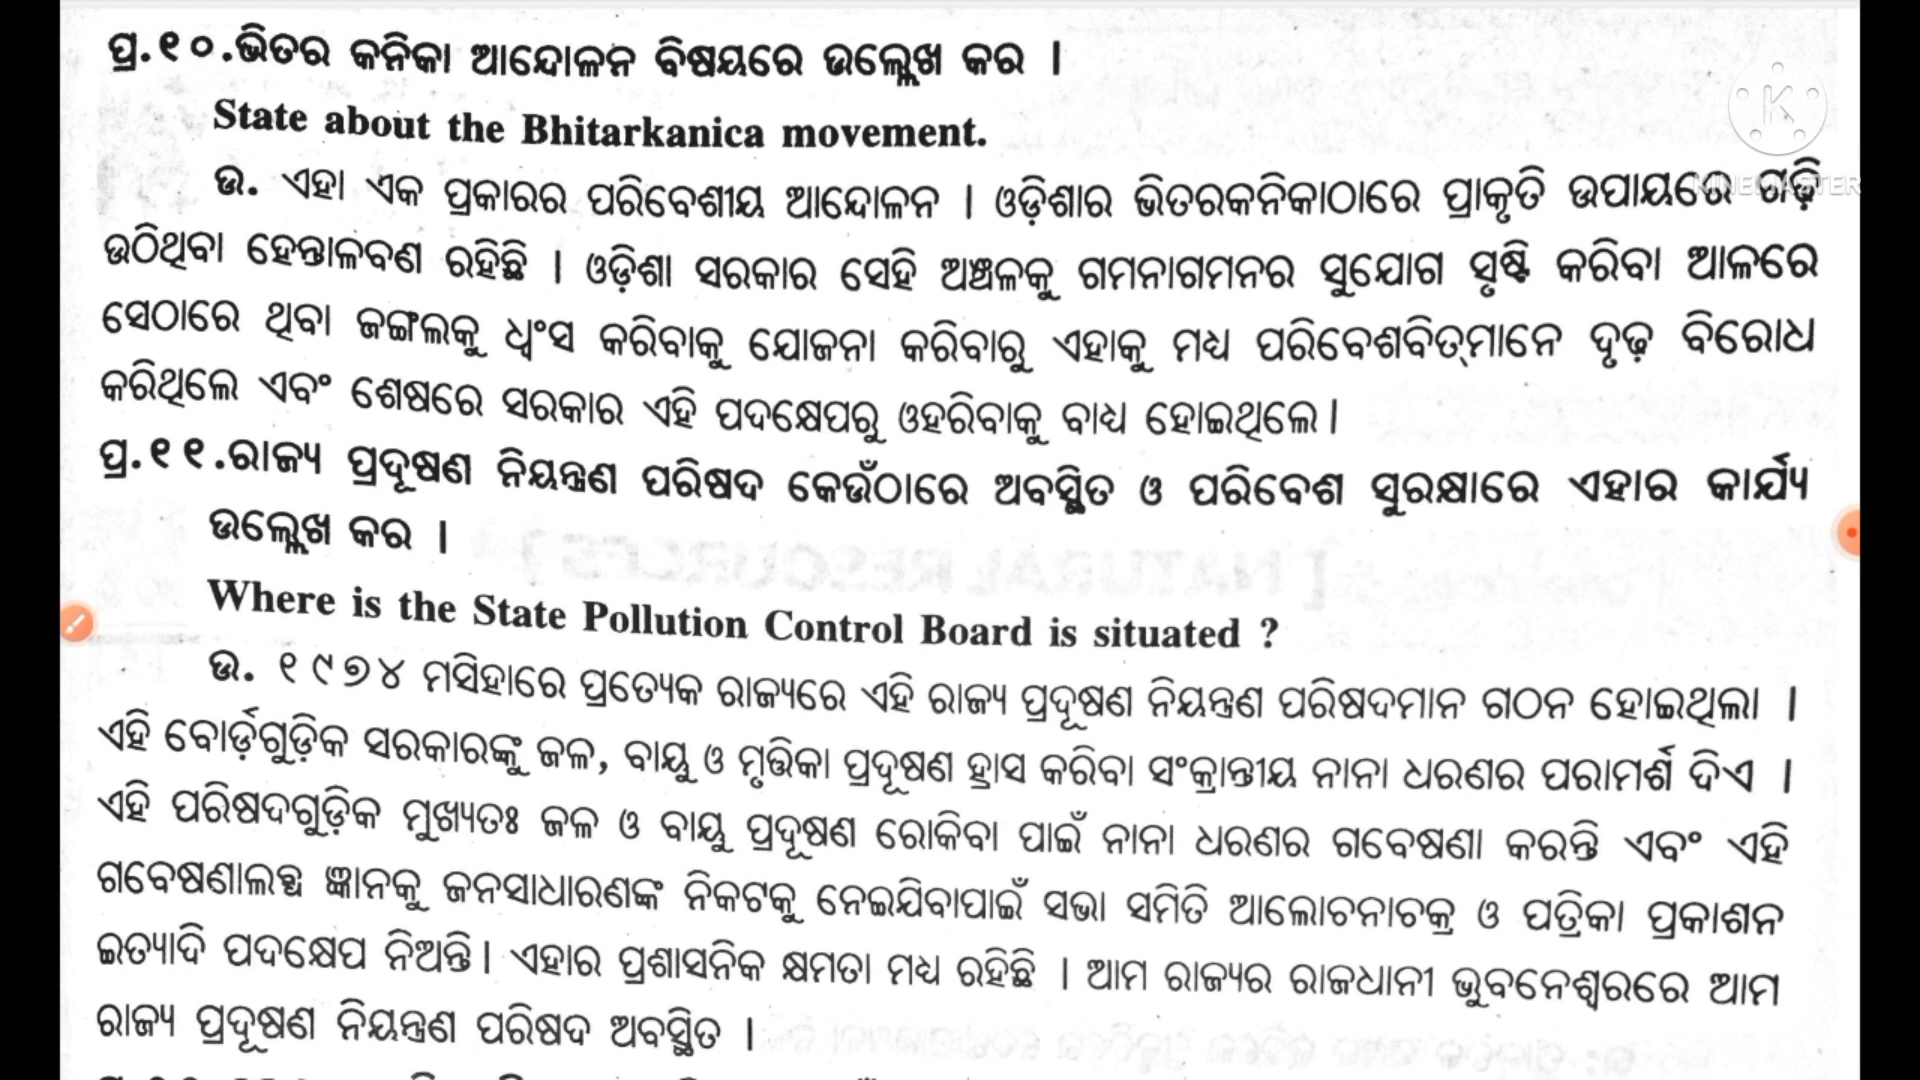 ପ୍ର.୧୦.ଭିତର କନିକା ଆନ୍ଦୋଳନ ବିଷୟରେ ଉଲ୍ଲେଖ କର ।
State about the Bhitarkanica movement.
ଉ. ଏହା ଏକ ପ୍ରକାରର ପରିବେଶୀୟ ଆନ୍ଦୋଳନ । ଓଡ଼ିଶାର ଭିତରକନିକାଠାରେ ପ୍ରାକୃତି ଉପାୟରେ ଗଢ଼ି
KINEMASTER
ଉଠିଥିବା ହେନ୍ତାଳବଣ ରହିଛି । ଓଡ଼ିଶା ସରକାର ସେହି ଅଞ୍ଚଳକୁ ଗମନାଗମନର ସୁଯୋଗ ସୃଷ୍ଟି କରିବା ଆଳରେ
ସେଠାରେ ଥିବା ଜଙ୍ଗଲକୁ ଧ୍ୱଂସ କରିବାକୁ ଯୋଜନା କରିବାରୁ ଏହାକୁ ମଧ୍ୟ ପରିବେଶବିତ୍‌ମାନେ ଦୃଢ଼ ବିରୋଧ
କରିଥିଲେ ଏବଂ ଶେଷରେ ସରକାର ଏହି ପଦକ୍ଷେପରୁ ଓହରିବାକୁ ବାଧ୍ୟ ହୋଇଥିଲେ ।
ପ୍ର.୧୧.ରାଜ୍ୟ ପ୍ରଦୂଷଣ ନିୟନ୍ତ୍ରଣ ପରିଷଦ କେଉଁଠାରେ ଅବସ୍ଥିତ ଓ ପରିବେଶ ସୁରକ୍ଷାରେ ଏହାର କାର୍ଯ୍ୟ
ଉଲ୍ଲେଖ କର ।
Where is the State Pollution Control Board is situated ?
ଉ. ୧୯୭୪ ମସିହାରେ ପ୍ରତ୍ୟେକ ରାଜ୍ୟରେ ଏହି ରାଜ୍ୟ ପ୍ରଦୂଷଣ ନିୟନ୍ତ୍ରଣ ପରିଷଦମାନ ଗଠନ ହୋଇଥିଲା ।
ଏହି ବୋର୍ଡ଼ଗୁଡ଼ିକ ସରକାରଙ୍କୁ ଜଳ, ବାୟୁ ଓ ମୃତ୍ତିକା ପ୍ରଦୂଷଣ ହ୍ରାସ କରିବା ସଂକ୍ରାନ୍ତୀୟ ନାନା ଧରଣର ପରାମର୍ଶ ଦିଏ ।
ଏହି ପରିଷଦଗୁଡ଼ିକ ମୁଖ୍ୟତଃ ଜଳ ଓ ବାୟୁ ପ୍ରଦୂଷଣ ରୋକିବା ପାଇଁ ନାନା ଧରଣର ଗବେଷଣା କରନ୍ତି ଏବଂ ଏହି
ଗବେଷଣାଲବ୍ଧ ଜ୍ଞାନକୁ ଜନସାଧାରଣଙ୍କ ନିକଟକୁ ନେଇଯିବାପାଇଁ ସଭା ସମିତି ଆଲୋଚନାଚକ୍ର ଓ ପତ୍ରିକା ପ୍ରକାଶନ
ଇତ୍ୟାଦି ପଦକ୍ଷେପ ନିଅନ୍ତି । ଏହାର ପ୍ରଶାସନିକ କ୍ଷମତା ମଧ୍ୟ ରହିଛି । ଆମ ରାଜ୍ୟର ରାଜଧାନୀ ଭୁବନେଶ୍ୱରରେ ଆମ
ରାଜ୍ୟ ପ୍ରଦୂଷଣ ନିୟନ୍ତ୍ରଣ ପରିଷଦ ଅବସ୍ଥିତ ।